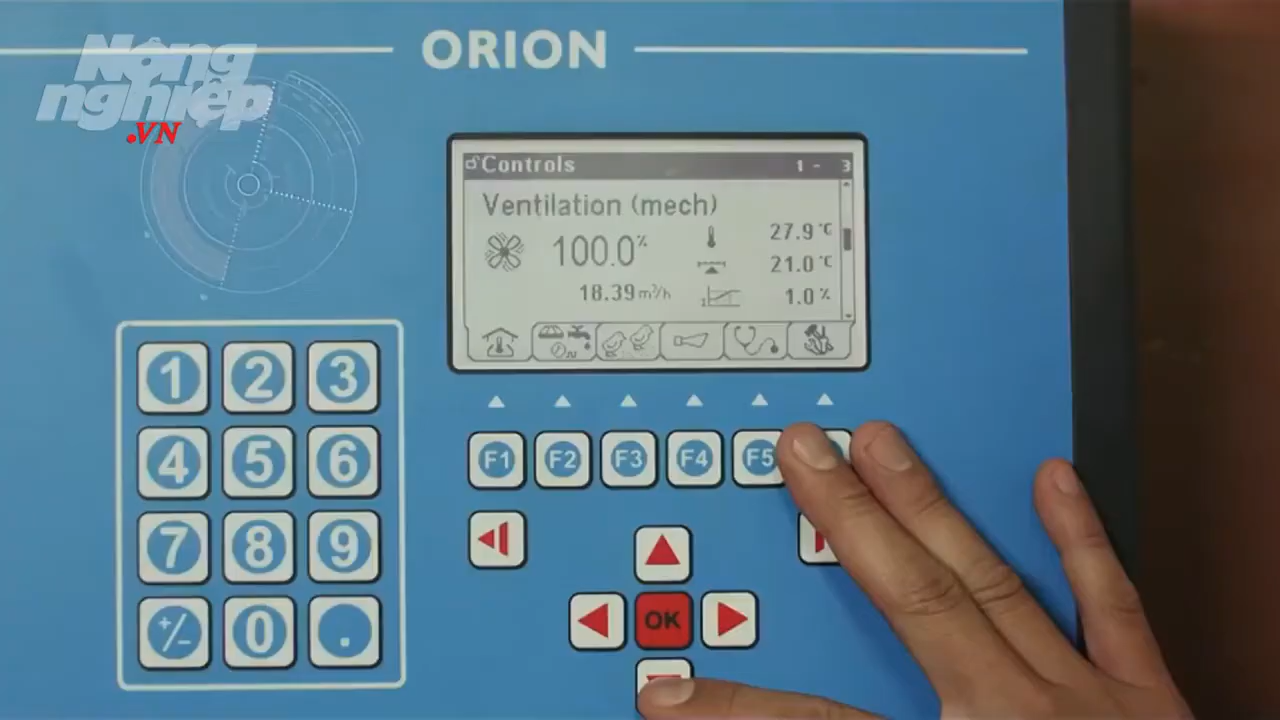 Nông
nghiệp
.VN
ORION
Controls 1 - 3
Ventilation (mech)
100.0% 27.9°C
21.0°C
18.39 m³/h 1.0%
1 2 3
4 5 6
7 8 9
+/- 0 .
F1 F2 F3 F4 F5
OK